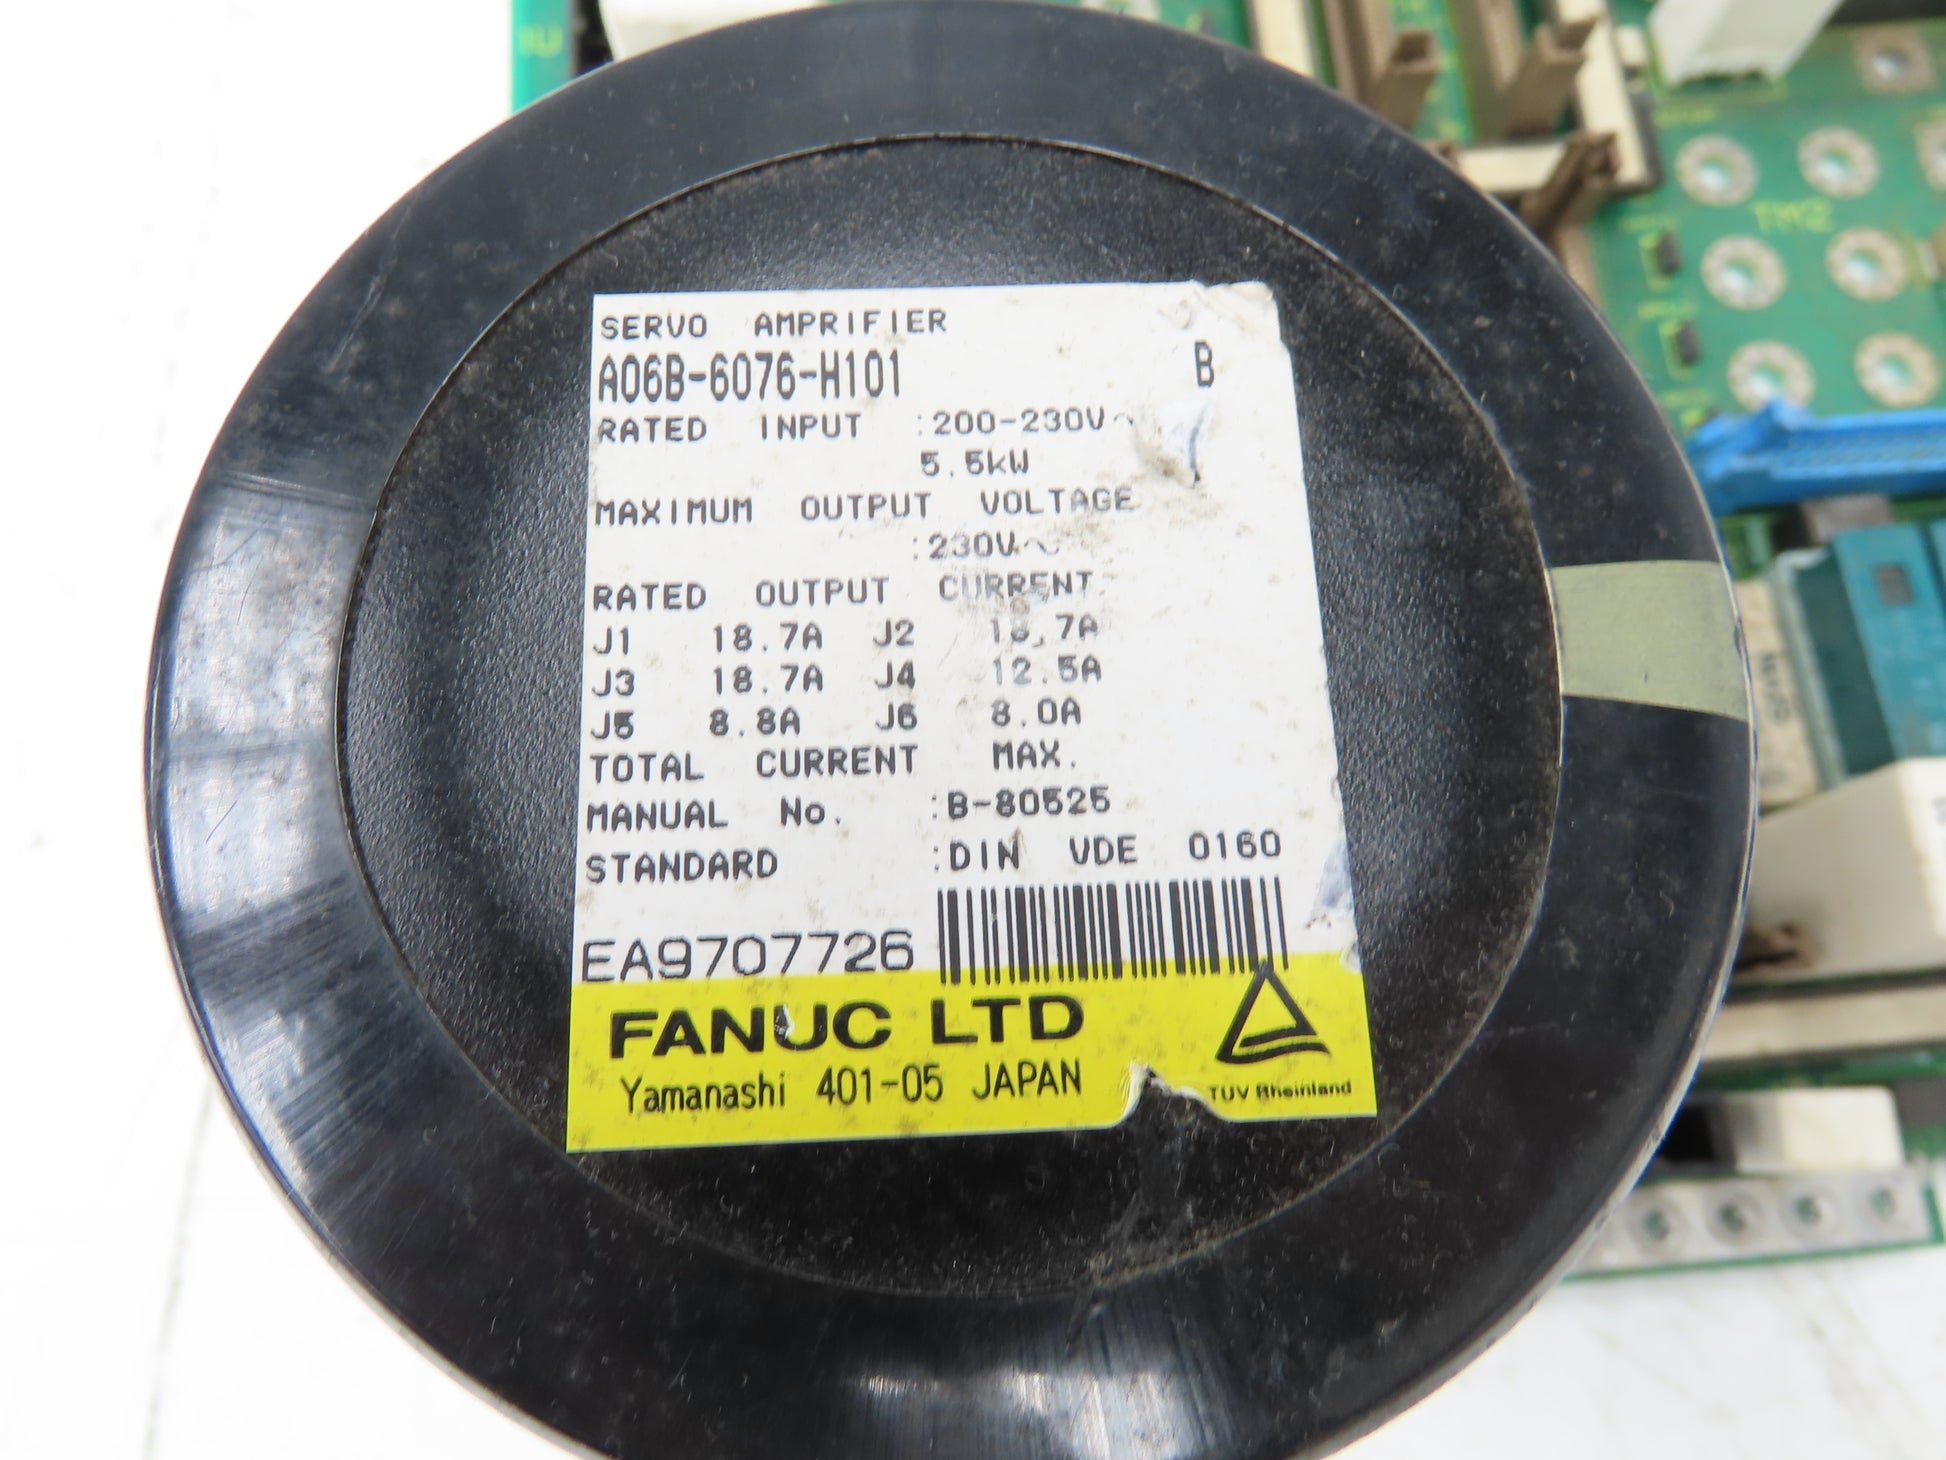 SERVO AMPRIFIER
A06B-6076-H101 B
RATED INPUT :200-230V~
5.5kW
MAXIMUM OUTPUT VOLTAGE
:230V~
RATED OUTPUT CURRENT
J1 18.7A J2 18.7A
J3 18.7A J4 12.5A
J5 8.8A J6 8.0A
TOTAL CURRENT MAX.
MANUAL No. :B-80525
STANDARD :DIN VDE 0160
EA9707726
FANUC LTD
Yamanashi 401-05 JAPAN
TUV Rheinland
TM2